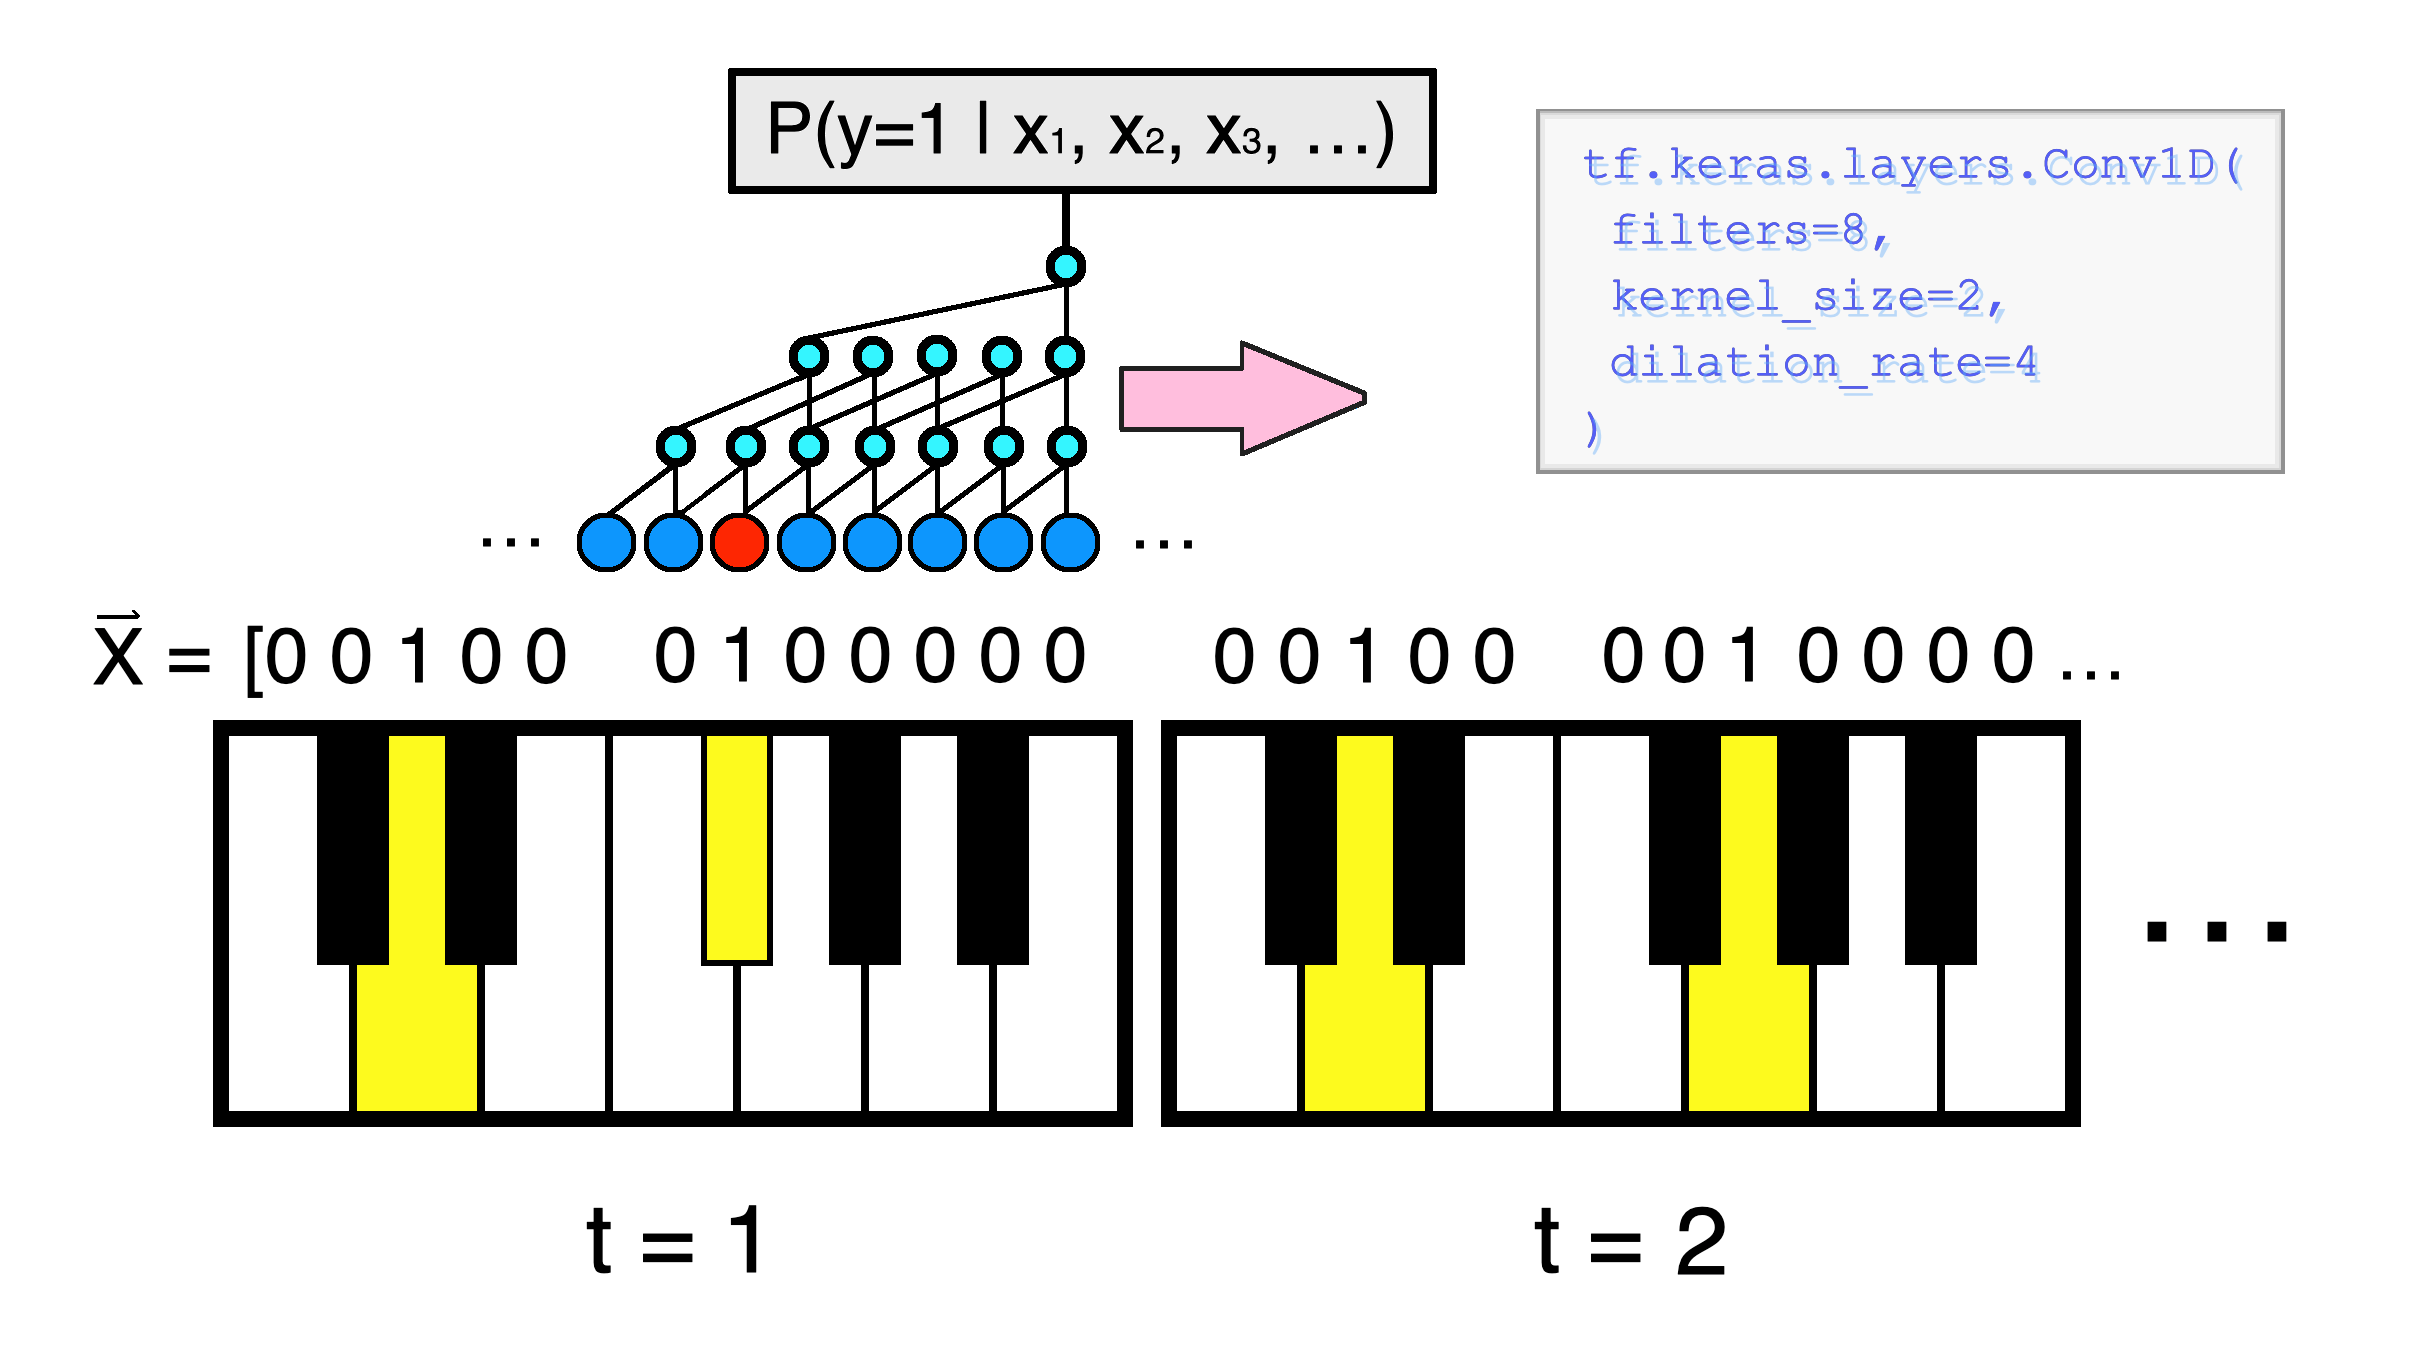 P(y=1 | x₁, x₂, x₃, ...)
tf.keras.layers.Conv1D(
filters=8,
kernel_size=2,
dilation_rate=4
)
... ...
X⃗ = [0 0 1 0 0 0 1 0 0 0 0 0 0 0 1 0 0 0 0 1 0 0 0 0 ...
...
t = 1 t = 2